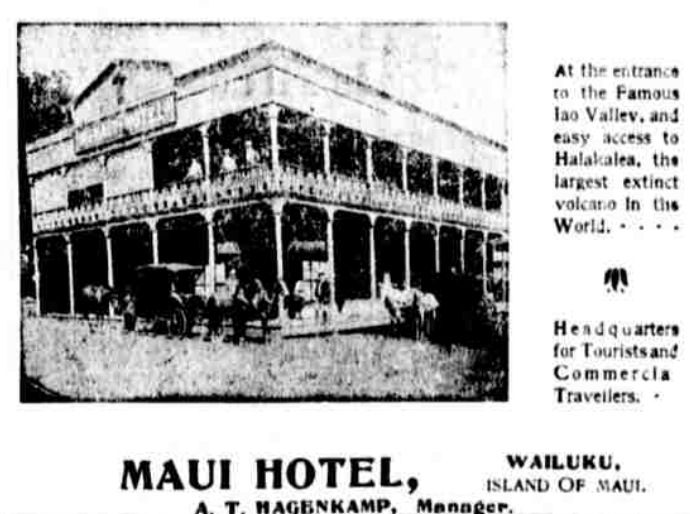 At the entrance
to the Famous
Iao Valley, and
easy access to
Halakalea, the
largest extinct
volcano in the
World. · · · ·
Headquarters
for Tourists and
Commercia
Travellers. ·
MAUI HOTEL,
WAILUKU,
ISLAND OF MAUI.
A. T. HAGENKAMP, Manager.